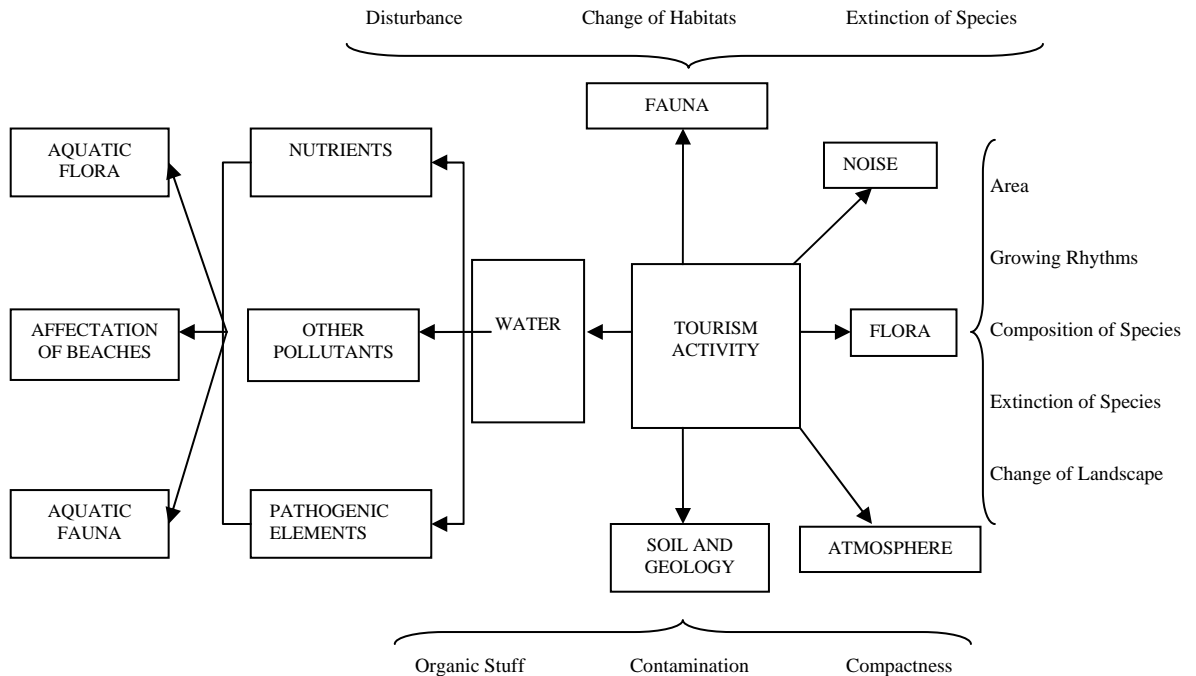 Disturbance
Change of Habitats
Extinction of Species
FAUNA
AQUATIC
FLORA
NUTRIENTS
NOISE
Area
Growing Rhythms
AFFECTATION
OF BEACHES
OTHER
POLLUTANTS
WATER
TOURISM
ACTIVITY
FLORA
Composition of Species
Extinction of Species
Change of Landscape
AQUATIC
FAUNA
PATHOGENIC
ELEMENTS
SOIL AND
GEOLOGY
ATMOSPHERE
Organic Stuff
Contamination
Compactness